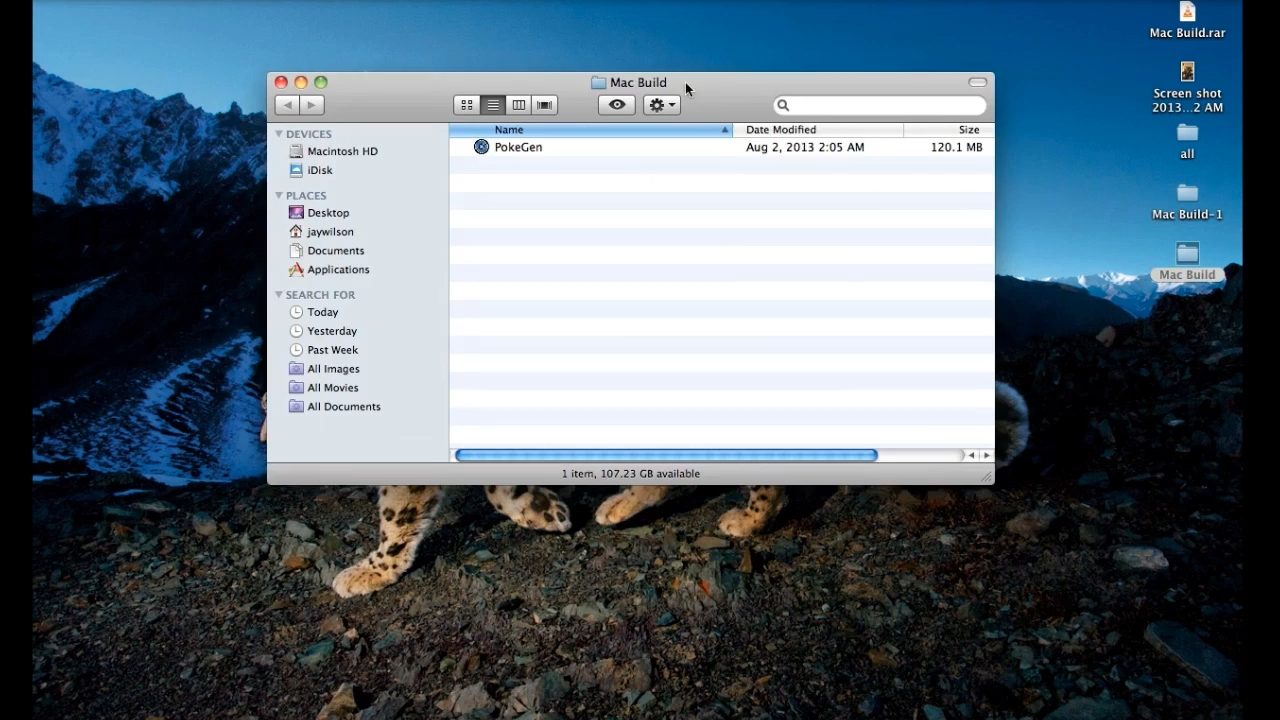 Mac Build
Name
Date Modified
Size
PokeGen
Aug 2, 2013 2:05 AM
120.1 MB
DEVICES
Macintosh HD
iDisk
PLACES
Desktop
jaywilson
Documents
Applications
SEARCH FOR
Today
Yesterday
Past Week
All Images
All Movies
All Documents
1 item, 107.23 GB available
Mac Build.rar
Screen shot
2013...2 AM
all
Mac Build-1
Mac Build